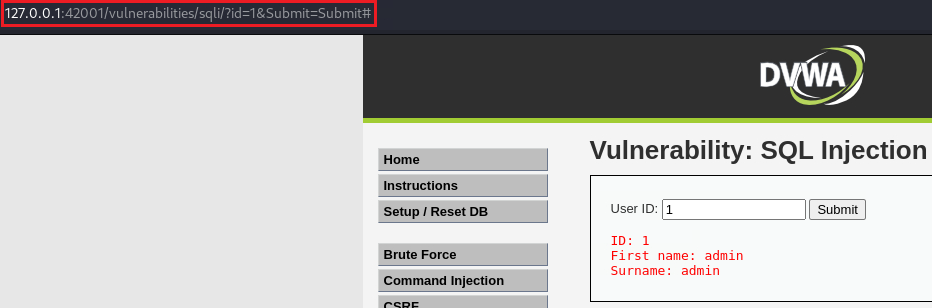 127.0.0.1:42001/vulnerabilities/sqli/?id=1&Submit=Submit#
DVWA
Vulnerability: SQL Injection
Home
Instructions
Setup / Reset DB
Brute Force
Command Injection
CSRF
User ID: 1 Submit
ID: 1
First name: admin
Surname: admin